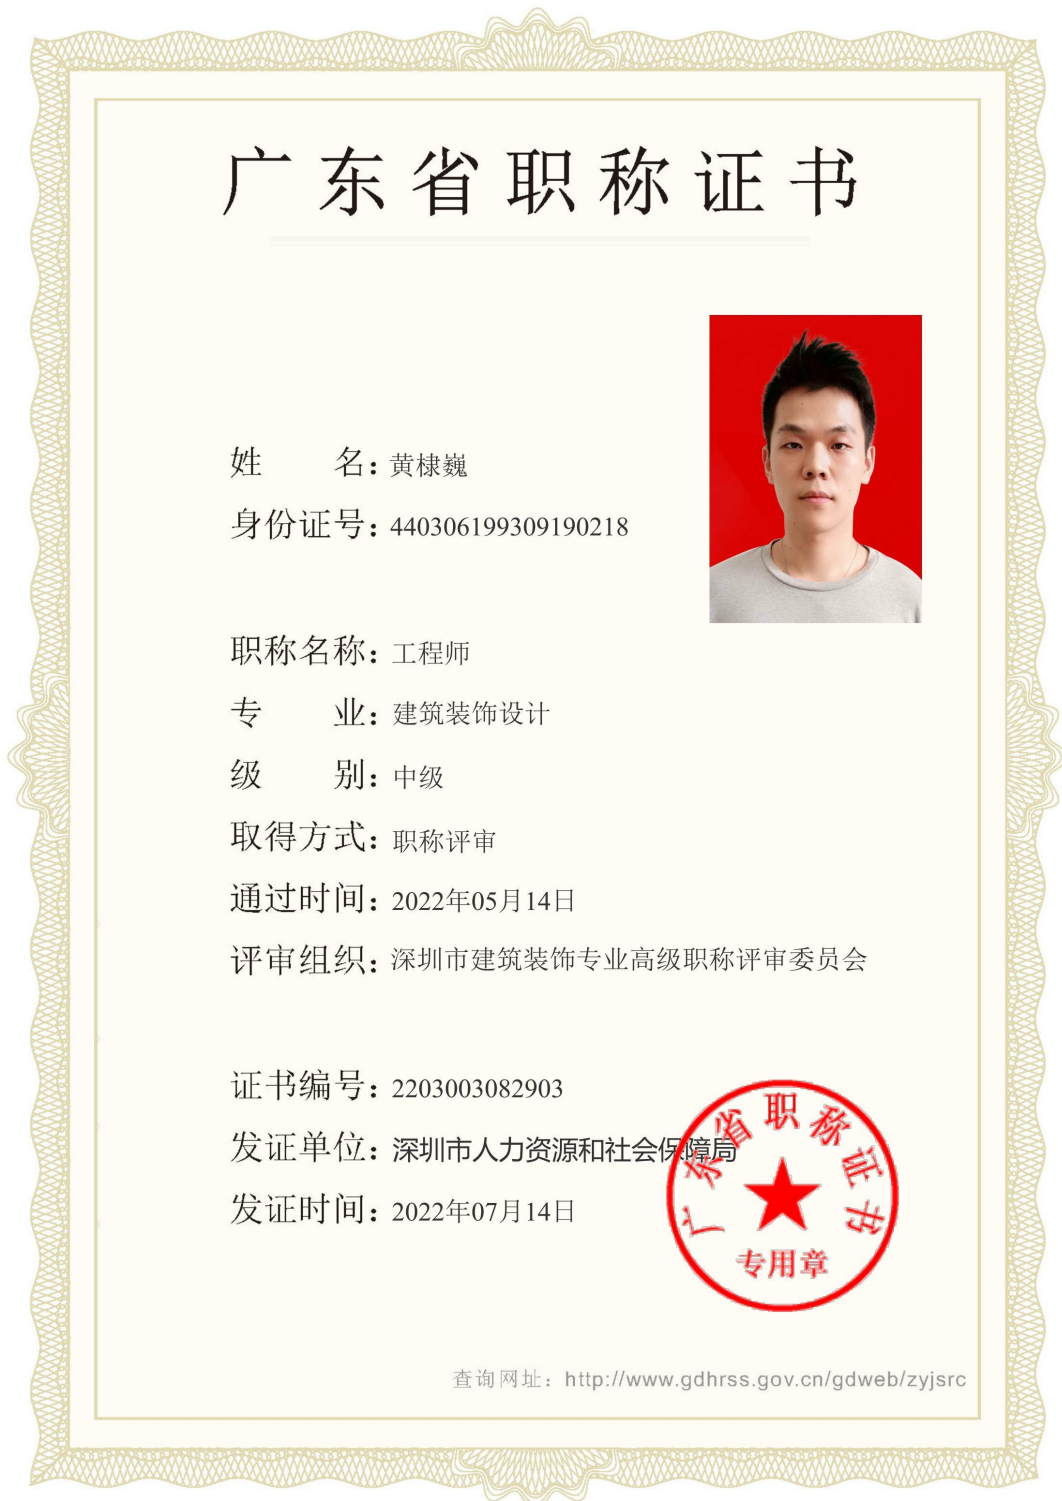 广东省职称证书
姓名：黄棣巍
身份证号：440306199309190218
职称名称：工程师
专业：建筑装饰设计
级别：中级
取得方式：职称评审
通过时间：2022年05月14日
评审组织：深圳市建筑装饰专业高级职称评审委员会
证书编号：2203003082903
发证单位：深圳市人力资源和社会保障局
发证时间：2022年07月14日
广东省职称证书
专用章
查询网址：http://www.gdhrss.gov.cn/gdweb/zyjsrc